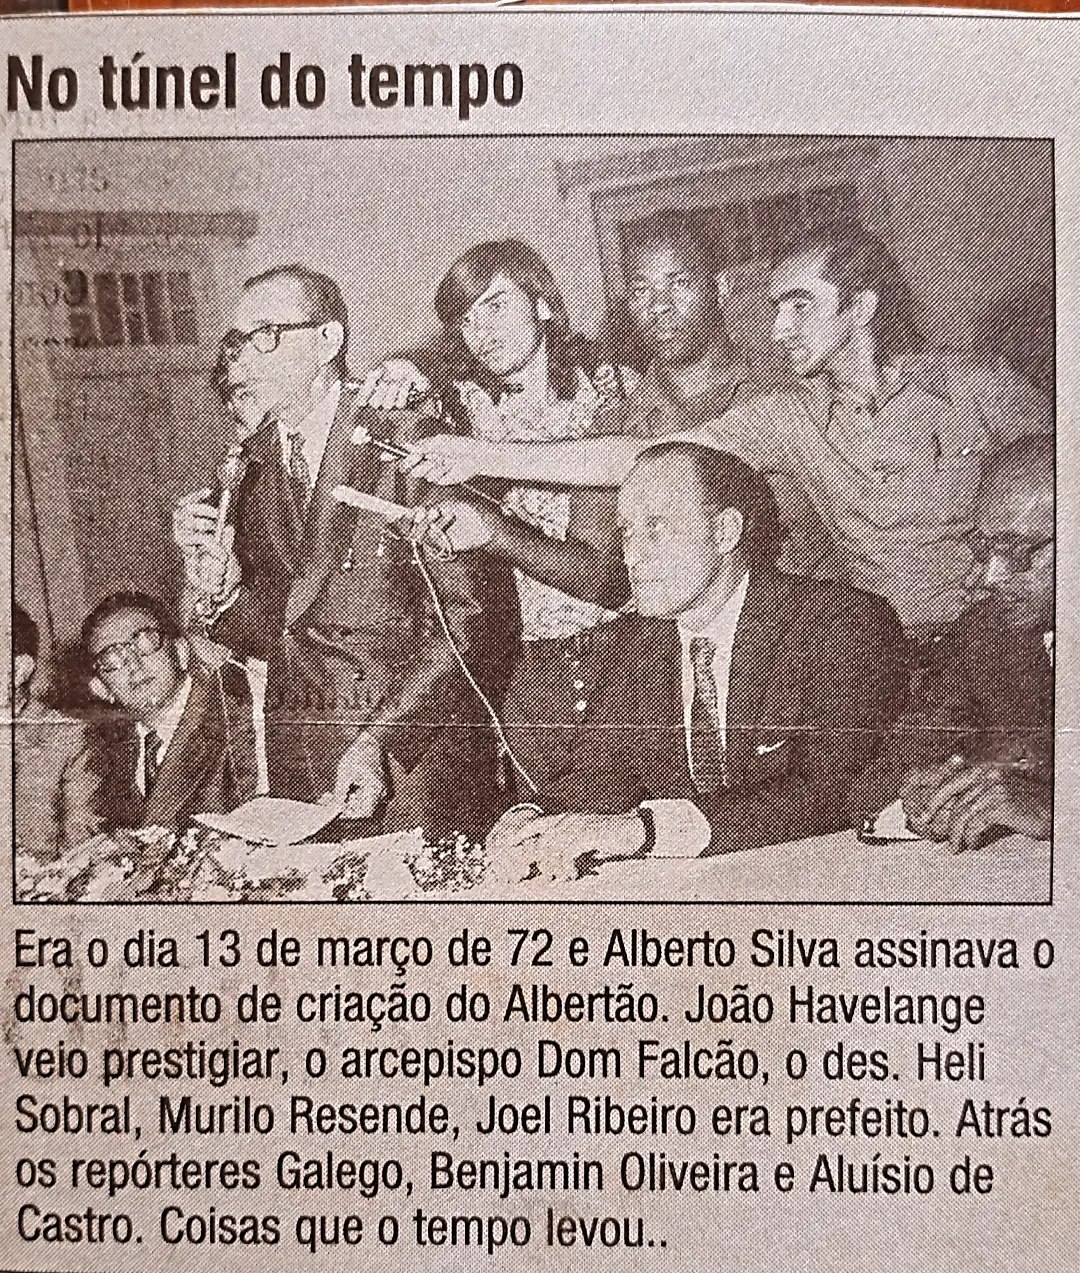 No túnel do tempo
Era o dia 13 de março de 72 e Alberto Silva assinava o
documento de criação do Albertão. João Havelange
veio prestigiar, o arcepispo Dom Falcão, o des. Heli
Sobral, Murilo Resende, Joel Ribeiro era prefeito. Atrás
os repórteres Galego, Benjamin Oliveira e Aluísio de
Castro. Coisas que o tempo levou..